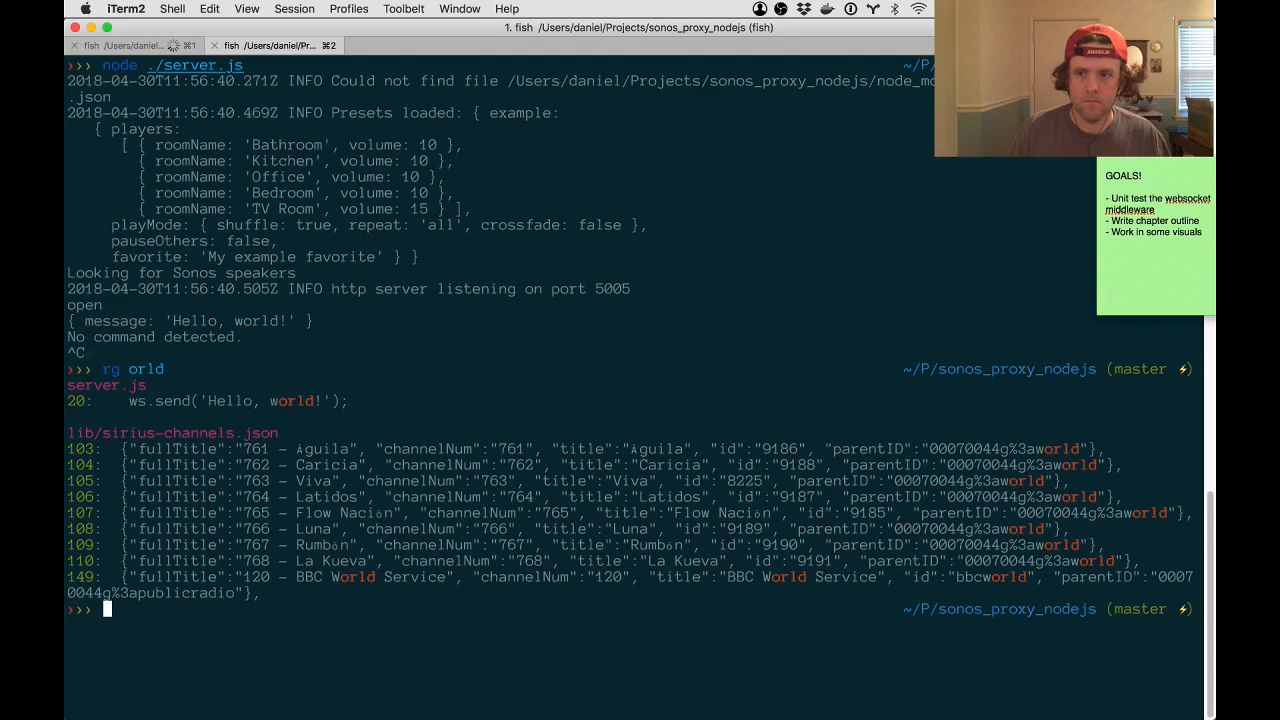 iTerm2 Shell Edit View Session Profiles Toolbelt Window Help
1. fish /Users/daniel/Projects/sonos_proxy_nodejs (fish)
fish /Users/daniel... ⌘1
fish /Users/daniel/Pr... ⌘2
❯❯❯ node ./server.js
2018-04-30T11:56:40.271Z INFO Could not find file /Users/daniel/Projects/sonos_proxy_nodejs/node_mo
.json
2018-04-30T11:56:40.469Z INFO Presets loaded: { example:
{ players:
[ { roomName: 'Bathroom', volume: 10 },
{ roomName: 'Kitchen', volume: 10 },
{ roomName: 'Office', volume: 10 },
{ roomName: 'Bedroom', volume: 10 },
{ roomName: 'TV Room', volume: 15 } ],
playMode: { shuffle: true, repeat: 'all', crossfade: false },
pauseOthers: false,
favorite: 'My example favorite' } }
Looking for Sonos speakers
2018-04-30T11:56:40.505Z INFO http server listening on port 5005
open
{ message: 'Hello, world!' }
No command detected.
^C
❯❯❯ rg orld ~/P/sonos_proxy_nodejs (master ⚡)
server.js
20: ws.send('Hello, world!');
lib/sirius-channels.json
103: {"fullTitle":"761 - Águila", "channelNum":"761", "title":"Águila", "id":"9186", "parentID":"00070044g%3aworld"},
104: {"fullTitle":"762 - Caricia", "channelNum":"762", "title":"Caricia", "id":"9188", "parentID":"00070044g%3aworld"},
105: {"fullTitle":"763 - Viva", "channelNum":"763", "title":"Viva", "id":"8225", "parentID":"00070044g%3aworld"},
106: {"fullTitle":"764 - Latidos", "channelNum":"764", "title":"Latidos", "id":"9187", "parentID":"00070044g%3aworld"},
107: {"fullTitle":"765 - Flow Nación", "channelNum":"765", "title":"Flow Nación", "id":"9185", "parentID":"00070044g%3aworld"},
108: {"fullTitle":"766 - Luna", "channelNum":"766", "title":"Luna", "id":"9189", "parentID":"00070044g%3aworld"},
109: {"fullTitle":"767 - Rumbón", "channelNum":"767", "title":"Rumbón", "id":"9190", "parentID":"00070044g%3aworld"},
110: {"fullTitle":"768 - La Kueva", "channelNum":"768", "title":"La Kueva", "id":"9191", "parentID":"00070044g%3aworld"},
149: {"fullTitle":"120 - BBC World Service", "channelNum":"120", "title":"BBC World Service", "id":"bbcworld", "parentID":"0007
0044g%3apublicradio"},
❯❯❯ ~/P/sonos_proxy_nodejs (master ⚡)
GOALS!
- Unit test the websocket
middleware
- Write chapter outline
- Work in some visuals